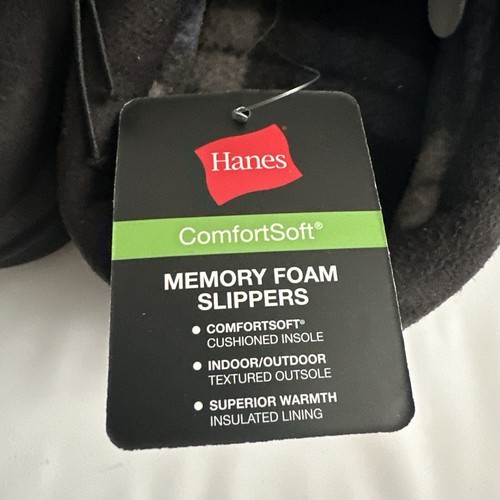 Hanes
ComfortSoft®
MEMORY FOAM
SLIPPERS
● COMFORTSOFT®
CUSHIONED INSOLE
● INDOOR/OUTDOOR
TEXTURED OUTSOLE
● SUPERIOR WARMTH
INSULATED LINING